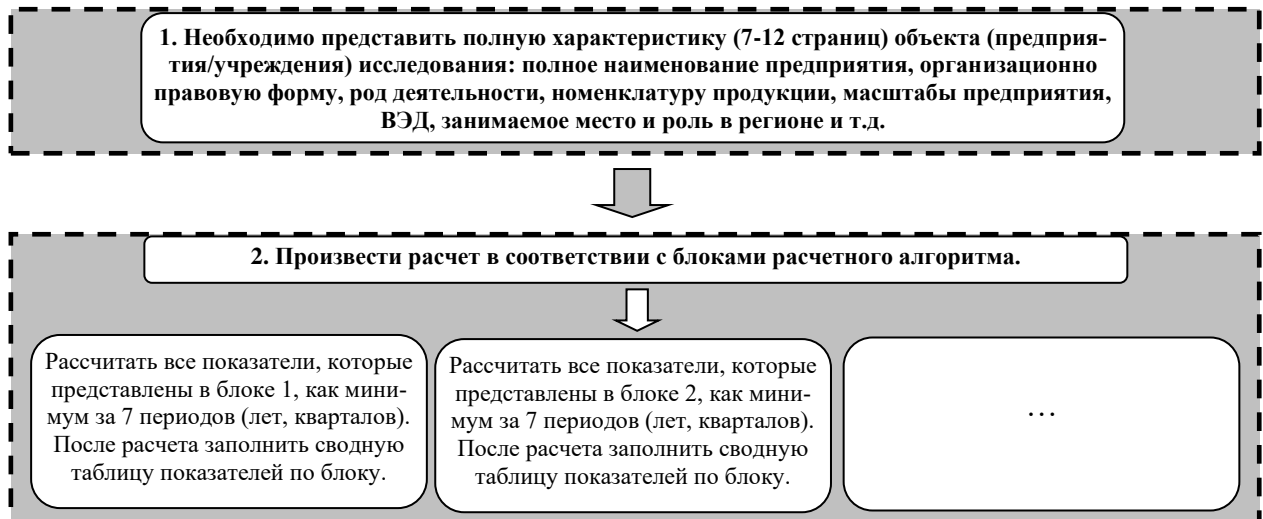 1. Необходимо представить полную характеристику (7-12 страниц) объекта (предприя-
тия/учреждения) исследования: полное наименование предприятия, организационно
правовую форму, род деятельности, номенклатуру продукции, масштабы предприятия,
ВЭД, занимаемое место и роль в регионе и т.д.
2. Произвести расчет в соответствии с блоками расчетного алгоритма.
Рассчитать все показатели, которые
представлены в блоке 1, как мини-
мум за 7 периодов (лет, кварталов).
После расчета заполнить сводную
таблицу показателей по блоку.
Рассчитать все показатели, которые
представлены в блоке 2, как мини-
мум за 7 периодов (лет, кварталов).
После расчета заполнить сводную
таблицу показателей по блоку.
…